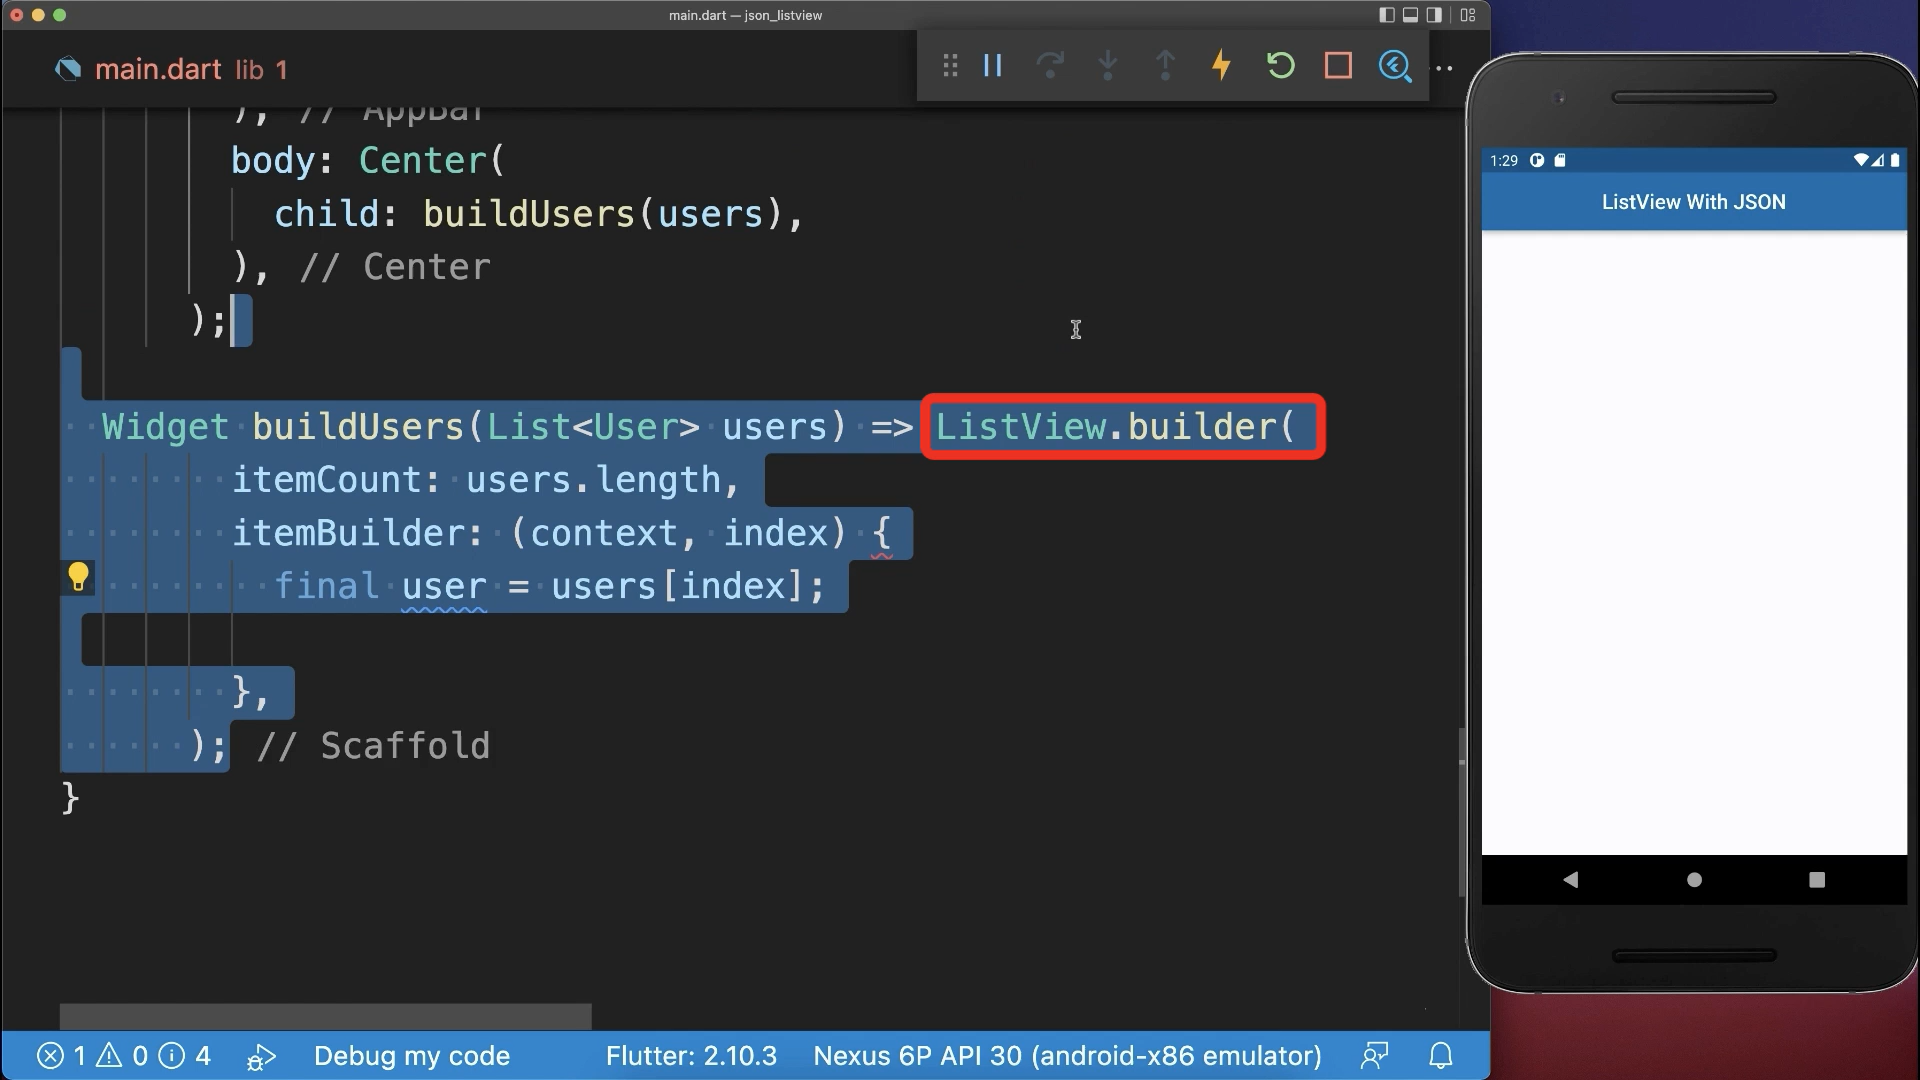 main.dart — json_listview
main.dart lib 1
), // AppBar
body: Center(
child: buildUsers(users),
), // Center
);
Widget buildUsers(List<User> users) => ListView.builder(
itemCount: users.length,
itemBuilder: (context, index) {
final user = users[index];
},
); // Scaffold
}
1 0 4 Debug my code Flutter: 2.10.3 Nexus 6P API 30 (android-x86 emulator)
1:29
ListView With JSON